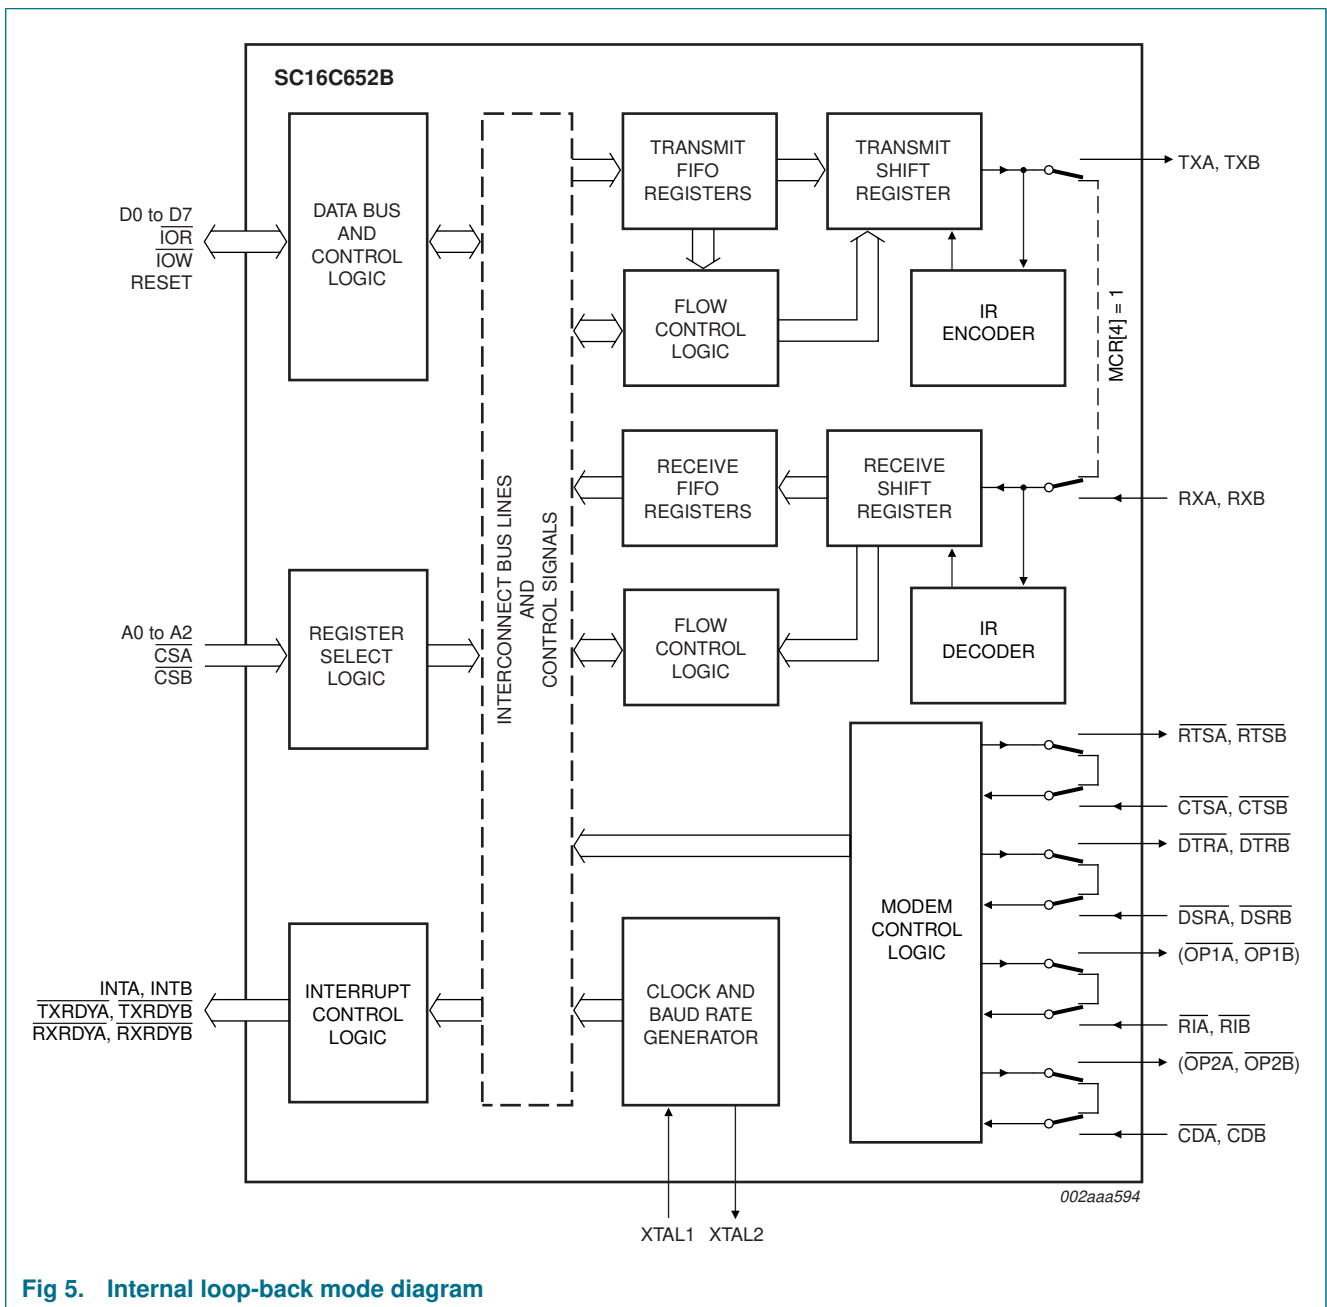 SC16C652B
D0 to D7
IOR
IOW
RESET
DATA BUS
AND
CONTROL
LOGIC
TRANSMIT
FIFO
REGISTERS
TRANSMIT
SHIFT
REGISTER
TXA, TXB
FLOW
CONTROL
LOGIC
IR
ENCODER
MCR[4] = 1
RECEIVE
FIFO
REGISTERS
RECEIVE
SHIFT
REGISTER
RXA, RXB
INTERCONNECT BUS LINES
AND
CONTROL SIGNALS
A0 to A2
CSA
CSB
REGISTER
SELECT
LOGIC
FLOW
CONTROL
LOGIC
IR
DECODER
RTSA, RTSB
CTSA, CTSB
DTRA, DTRB
MODEM
CONTROL
LOGIC
DSRA, DSRB
(OP1A, OP1B)
RIA, RIB
(OP2A, OP2B)
CDA, CDB
INTA, INTB
TXRDYA, TXRDYB
RXRDYA, RXRDYB
INTERRUPT
CONTROL
LOGIC
CLOCK AND
BAUD RATE
GENERATOR
XTAL1 XTAL2
002aaa594
Fig 5. Internal loop-back mode diagram